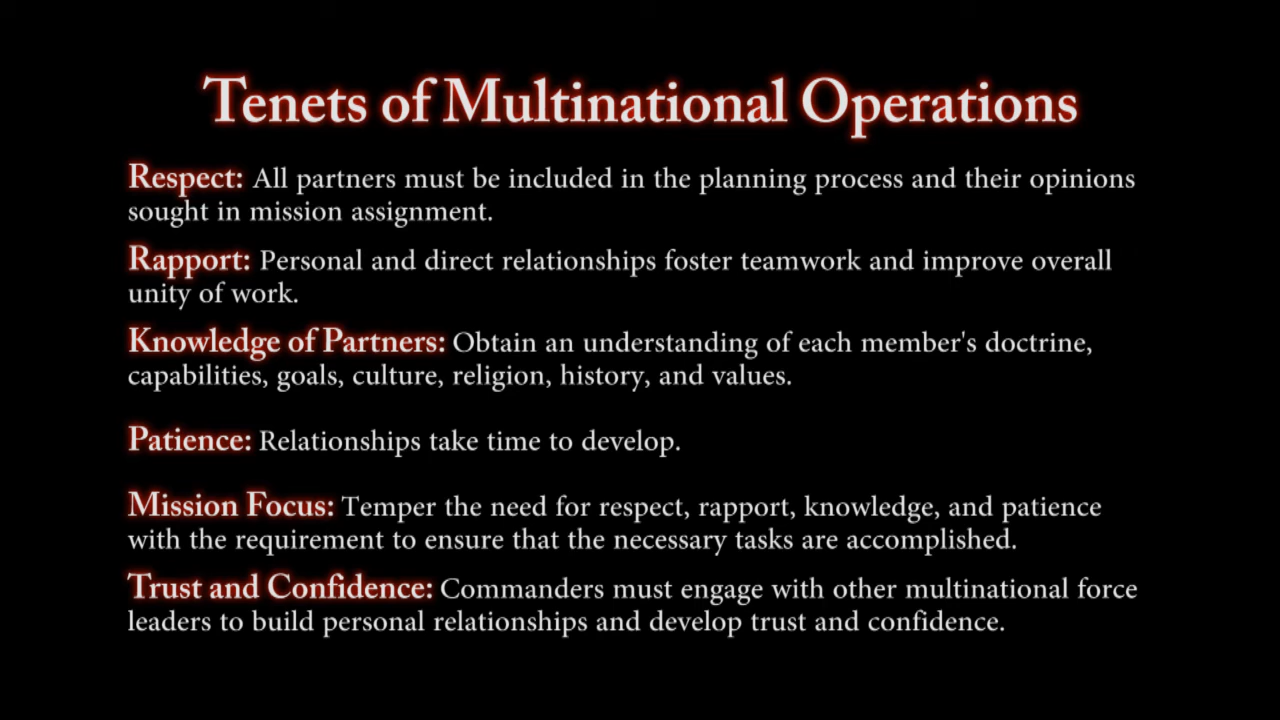 Tenets of Multinational Operations
Respect: All partners must be included in the planning process and their opinions
sought in mission assignment.
Rapport: Personal and direct relationships foster teamwork and improve overall
unity of work.
Knowledge of Partners: Obtain an understanding of each member's doctrine,
capabilities, goals, culture, religion, history, and values.
Patience: Relationships take time to develop.
Mission Focus: Temper the need for respect, rapport, knowledge, and patience
with the requirement to ensure that the necessary tasks are accomplished.
Trust and Confidence: Commanders must engage with other multinational force
leaders to build personal relationships and develop trust and confidence.